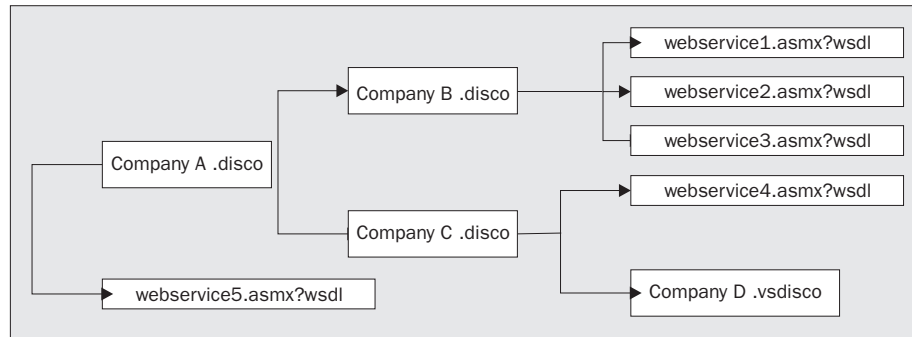 webservice1.asmx?wsdl
Company B .disco
webservice2.asmx?wsdl
webservice3.asmx?wsdl
Company A .disco
webservice4.asmx?wsdl
Company C .disco
webservice5.asmx?wsdl
Company D .vsdisco